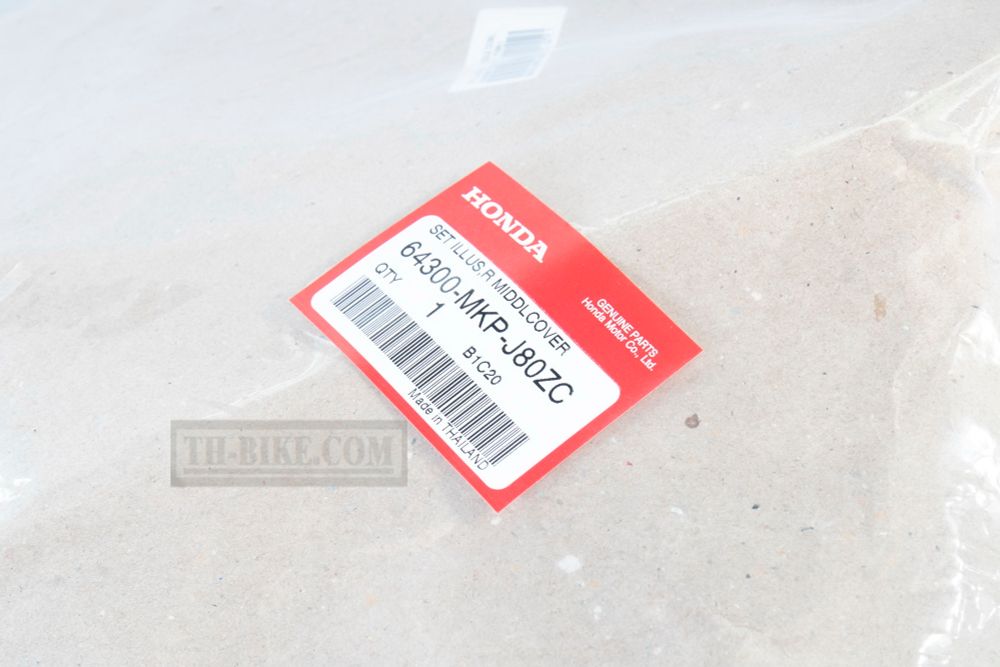 HONDA
GENUINE PARTS
Honda Motor Co., Ltd.
SET ILLUS,R MIDDLCOVER
64300-MKP-J80ZC
QTY 1
B1C20
Made in THAILAND
TH-BIKE.COM